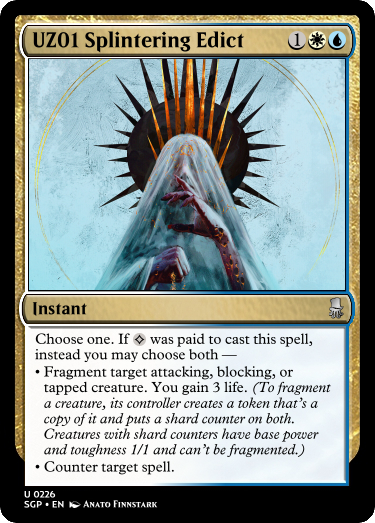 UZ01 Splintering Edict 1
Instant
Choose one. If was paid to cast this spell,
instead you may choose both —
• Fragment target attacking, blocking, or
tapped creature. You gain 3 life. (To fragment
a creature, its controller creates a token that's a
copy of it and puts a shard counter on both.
Creatures with shard counters have base power
and toughness 1/1 and can't be fragmented.)
• Counter target spell.
U 0226
SGP • EN Anato Finnstark